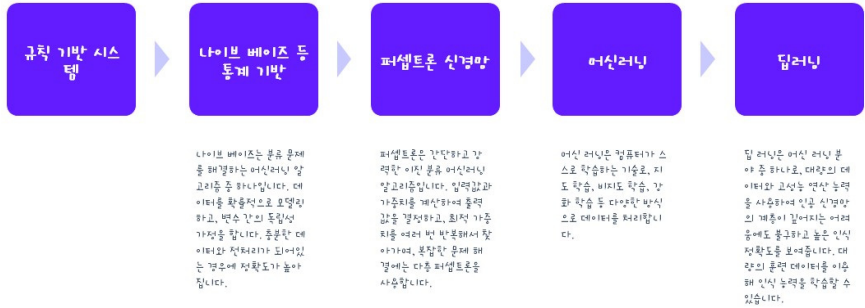 규칙 기반 시스
템
나이브 베이즈 등
통계 기반
퍼셉트론 신경망
머신러닝
딥러닝
나이브 베이즈는 분류 문제
를 해결하는 머신러닝 알
고리즘 중 하나입니다. 데
이터를 확률적으로 모델링
하고, 변수 간의 독립성
가정을 합니다. 충분한 데
이터와 전처리가 되어있
는 경우에 정확도가 높아
집니다.
퍼셉트론은 간단하고 강
력한 이진 분류 머신러닝
알고리즘입니다. 입력값과
가중치를 계산하여 출력
값을 결정하고, 최적 가중
치를 여러 번 반복해서 찾
아가며, 복잡한 문제 해
결에는 다층 퍼셉트론을
사용합니다.
머신 러닝은 컴퓨터가 스
스로 학습하는 기술로, 지
도 학습, 비지도 학습, 강
화 학습 등 다양한 방식
으로 데이터를 처리합니
다.
딥 러닝은 머신 러닝 분
야 중 하나로, 대량의 데
이터와 고성능 연산 능력
을 사용하여 인공 신경망
의 계층이 깊어지는 어려
움에도 불구하고 높은 인식
정확도를 보여줍니다. 대
량의 훈련 데이터를 이용
해 인식 능력을 학습할 수
있습니다.